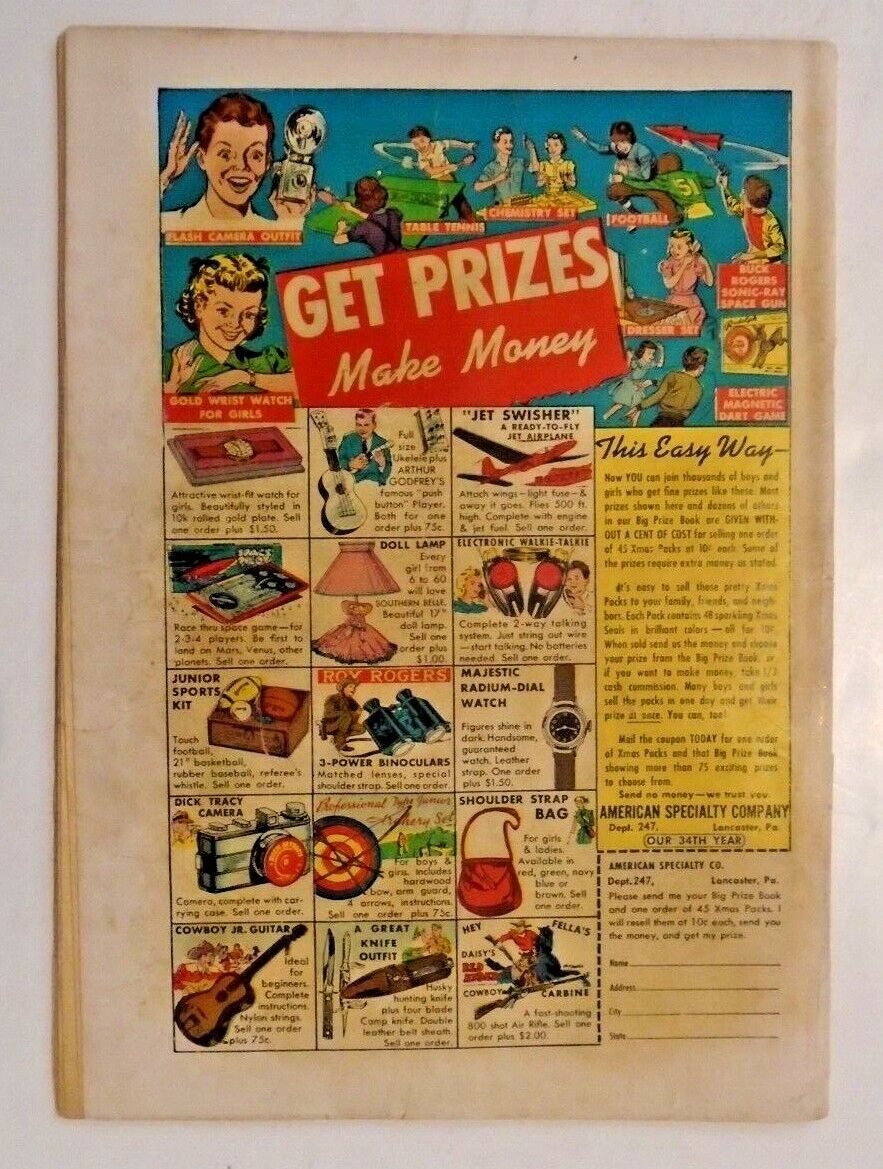 FLASH CAMERA OUTFIT
TABLE TENNIS
CHEMISTRY SET
FOOTBALL
51
BUCK
ROGERS
SONIC-RAY
SPACE GUN
DRESSER SET
ELECTRIC
MAGNETIC
DART GAME
GOLD WRIST WATCH
FOR GIRLS
GET PRIZES
Make Money
Attractive wrist-fit watch for
girls. Beautifully styled in
10k rolled gold plate. Sell
one order plus $1.50.
Full
size
Ukelele plus
ARTHUR
GODFREY'S
famous "push
button" Player.
Both for one
order plus 75c.
"JET SWISHER"
A READY-TO-FLY
JET AIRPLANE
Attach wings—light fuse—&
away it goes. Flies 500 ft.
high. Complete with engine
& jet fuel. Sell one order.
SPACE
PILOT
Race thru space game—for
2-3-4 players. Be first to
land on Mars, Venus, other
planets. Sell one order.
DOLL LAMP
Every
girl from
6 to 60
will love
SOUTHERN BELLE.
Beautiful 17"
doll lamp.
Sell one
order plus
$1.00.
ELECTRONIC WALKIE-TALKIE
Complete 2-way talking
system. Just string out wire
—start talking. No batteries
needed. Sell one order.
JUNIOR
SPORTS
KIT
Touch
football,
21" basketball,
rubber baseball, referee's
whistle. Sell one order.
ROY ROGERS
3-POWER BINOCULARS
Matched lenses, special
shoulder strap. Sell one order
MAJESTIC
RADIUM-DIAL
WATCH
Figures shine in
dark. Handsome,
guaranteed
watch. Leather
strap. One order
plus $1.50.
DICK TRACY
CAMERA
Camera, complete with car-
rying case. Sell one order.
Professional Type Junior
Archery Set
For boys &
girls. Includes
hardwood
bow, arm guard,
4 arrows, instructions.
Sell one order plus 75c.
SHOULDER STRAP
BAG
For girls
& ladies.
Available in
red, green, navy
blue or
brown. Sell
one order.
COWBOY JR. GUITAR
Ideal
for
beginners.
Complete
instructions.
Nylon strings.
Sell one order
plus 75c.
A GREAT
KNIFE
OUTFIT
Husky
hunting knife
plus four blade
Camp knife. Double
leather belt sheath.
Sell one order.
HEY FELLA'S
DAISY'S
RED RYDER
COWBOY CARBINE
A fast-shooting
800 shot Air Rifle. Sell one
order plus $2.00.
This Easy Way—
Now YOU can join thousands of boys and
girls who get fine prizes like these. Most
prizes shown here and dozens of others
in our Big Prize Book are GIVEN WITH-
OUT A CENT OF COST for selling one order
of 45 Xmas Packs at 10¢ each. Some of
the prizes require extra money as stated.
It's easy to sell these pretty Xmas
Packs to your family, friends, and neigh-
bors. Each Pack contains 48 sparkling Xmas
Seals in brilliant colors — all for 10¢.
When sold send us the money and choose
your prize from the Big Prize Book, or
if you want to make money, take 1/3
cash commission. Many boys and girls
sell the packs in one day and get their
prize at once. You can, too!
Mail the coupon TODAY for one order
of Xmas Packs and that Big Prize Book
showing more than 75 exciting prizes
to choose from.
Send no money—we trust you.
AMERICAN SPECIALTY COMPANY
Dept. 247, Lancaster, Pa.
OUR 34TH YEAR
AMERICAN SPECIALTY CO.
Dept. 247, Lancaster, Pa.
Please send me your Big Prize Book
and one order of 45 Xmas Packs. I
will resell them at 10c each, send you
the money, and get my prize.
Name
Address
City
State